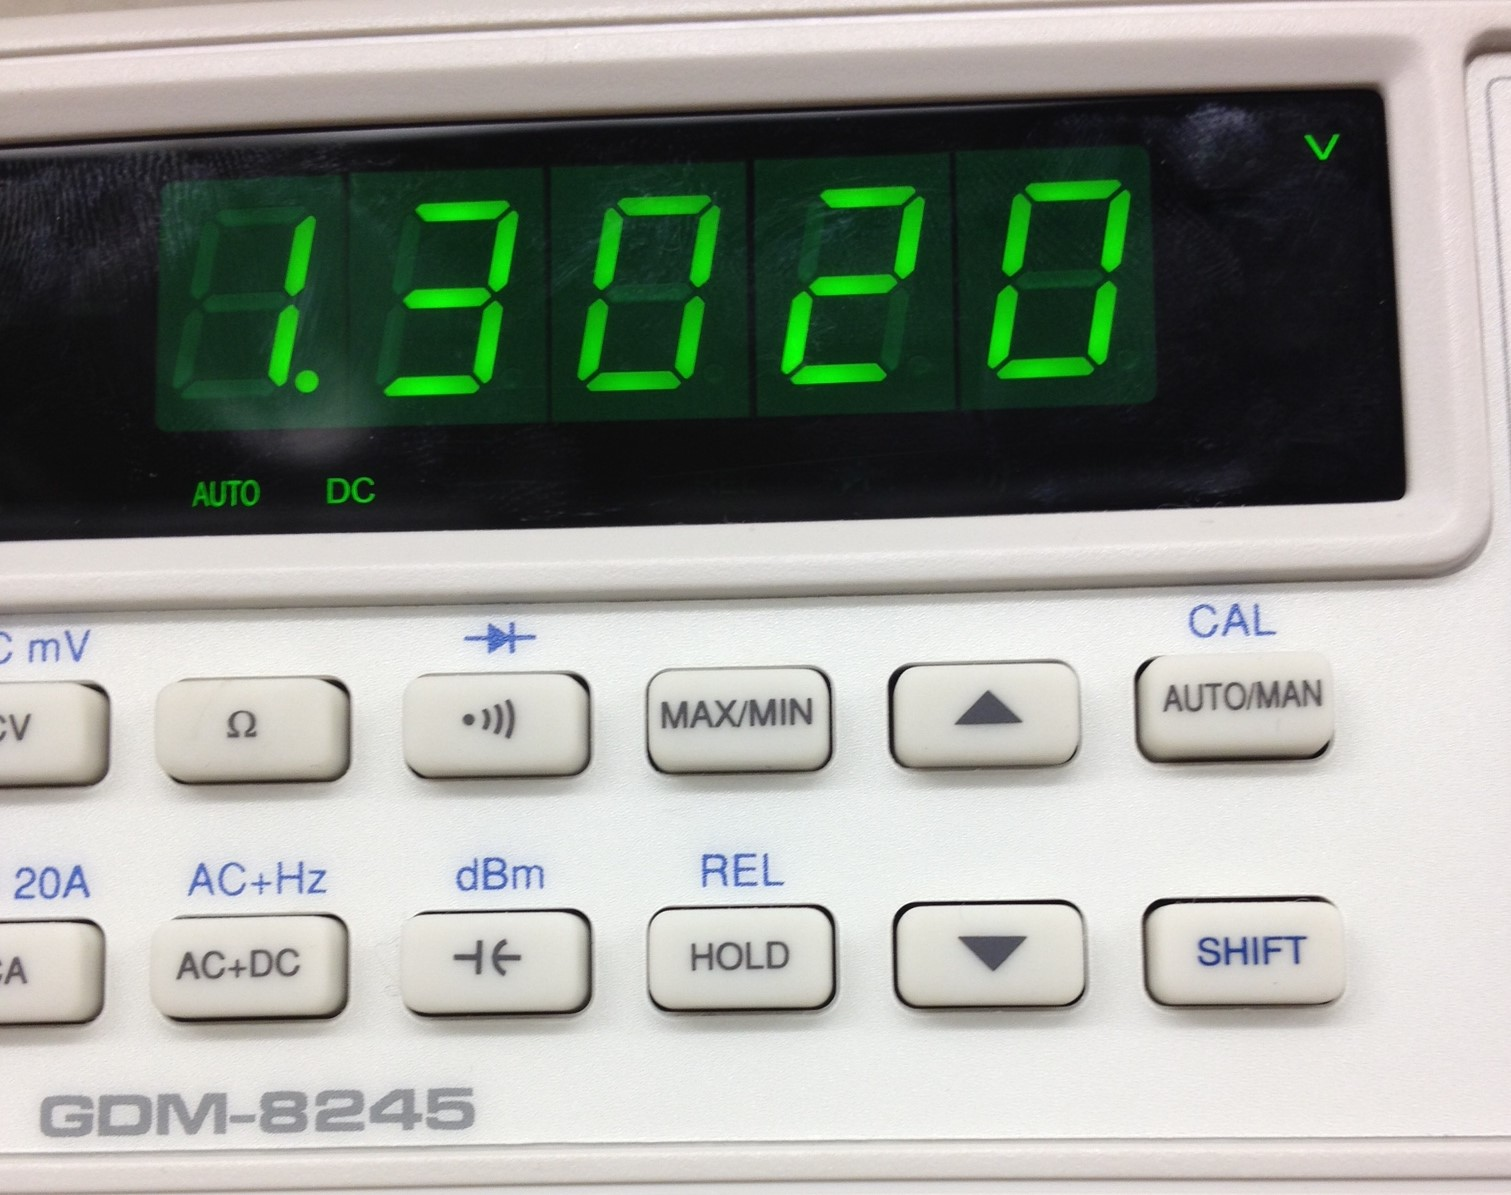 V
1.3020
AUTO DC
C mV CAL
CV Ω MAX/MIN AUTO/MAN
20A AC+Hz dBm REL
CA AC+DC HOLD SHIFT
GDM-8245